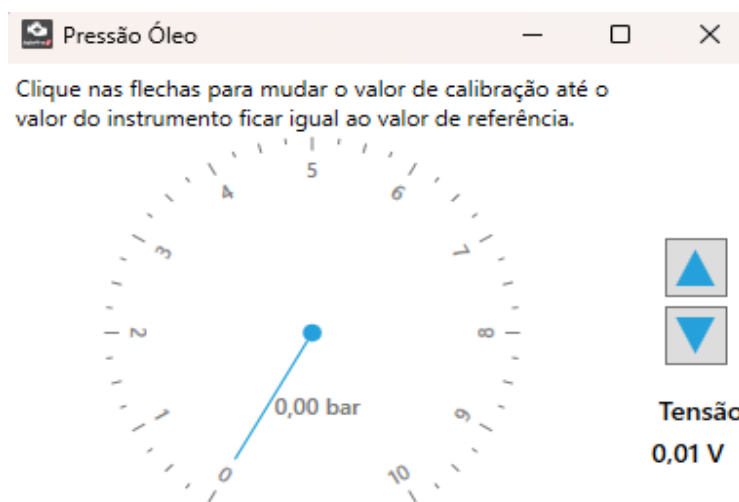 Pressão Óleo
Clique nas flechas para mudar o valor de calibração até o
valor do instrumento ficar igual ao valor de referência.
5
4
6
3
7
2
8
0,00 bar
1
9
Tensão
0,01 V
0
10